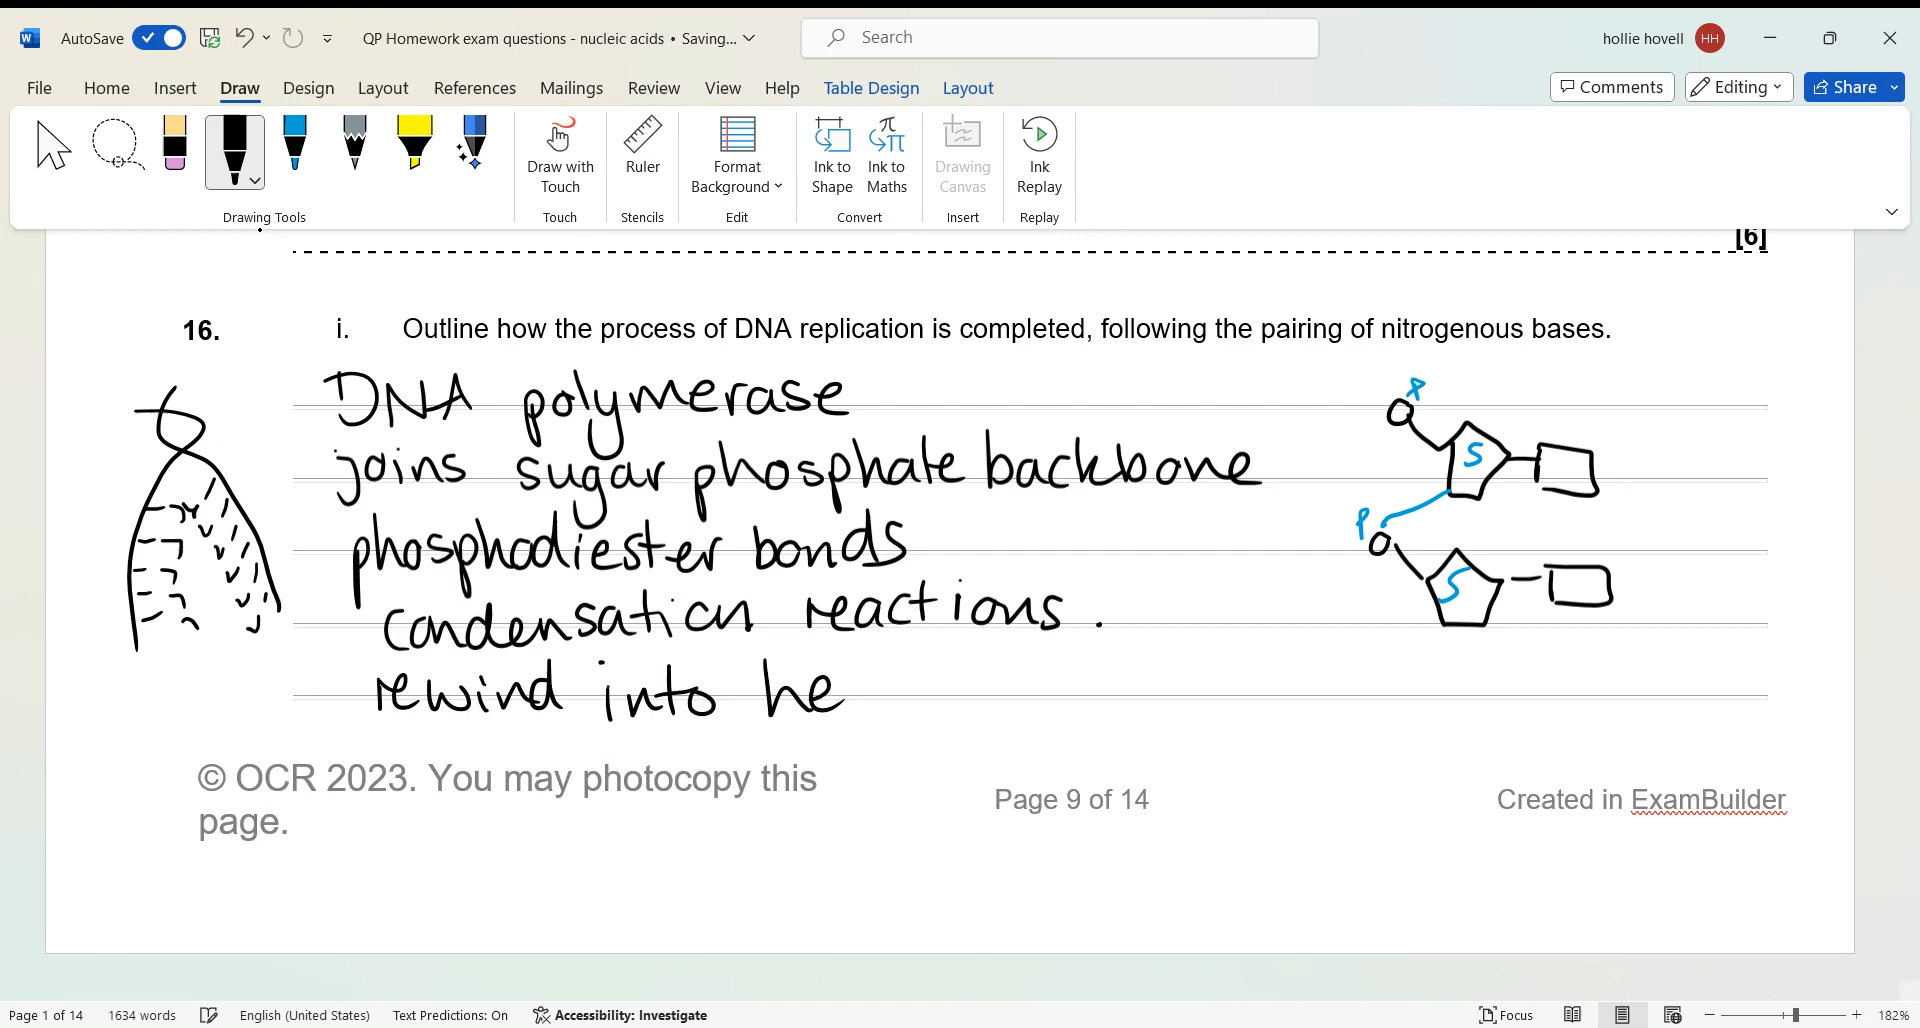 AutoSave
QP Homework exam questions - nucleic acids • Saving...
Search
hollie hovell
HH
File Home Insert Draw Design Layout References Mailings Review View Help Table Design Layout
Comments
Editing
Share
Draw with Touch
Ruler
Format Background
Ink to Shape
Ink to Maths
Drawing Canvas
Ink Replay
Drawing Tools
Touch
Stencils
Edit
Convert
Insert
Replay
[6]
16. i. Outline how the process of DNA replication is completed, following the pairing of nitrogenous bases.
DNA polymerase
joins sugar phosphate backbone
phosphodiester bonds
condensation reactions.
rewind into he
S
P
S
© OCR 2023. You may photocopy this
page.
Page 9 of 14
Created in ExamBuilder
Page 1 of 14
1634 words
English (United States)
Text Predictions: On
Accessibility: Investigate
Focus
182%